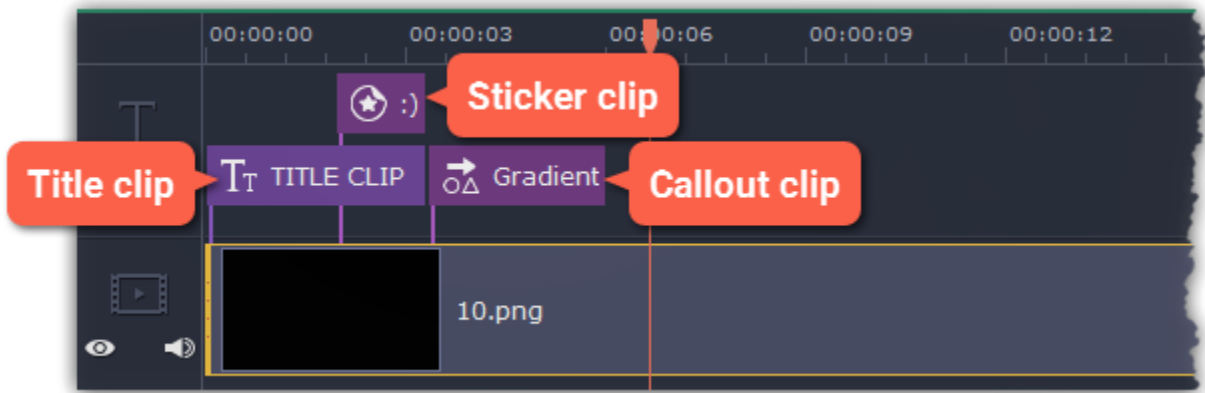 00:00:00 00:00:03 00:00:06 00:00:09 00:00:12
:) Sticker clip
Title clip TT TITLE CLIP Gradient Callout clip
10.png